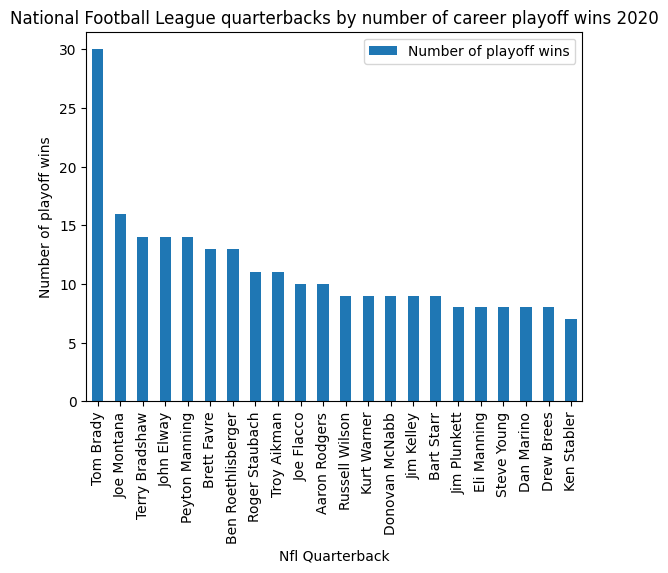 National Football League quarterbacks by number of career playoff wins 2020
Number of playoff wins
Number of playoff wins
30
25
20
15
10
5
0
Tom Brady
Joe Montana
Terry Bradshaw
John Elway
Peyton Manning
Brett Favre
Ben Roethlisberger
Roger Staubach
Troy Aikman
Joe Flacco
Aaron Rodgers
Russell Wilson
Kurt Warner
Donovan McNabb
Jim Kelley
Bart Starr
Jim Plunkett
Eli Manning
Steve Young
Dan Marino
Drew Brees
Ken Stabler
Nfl Quarterback